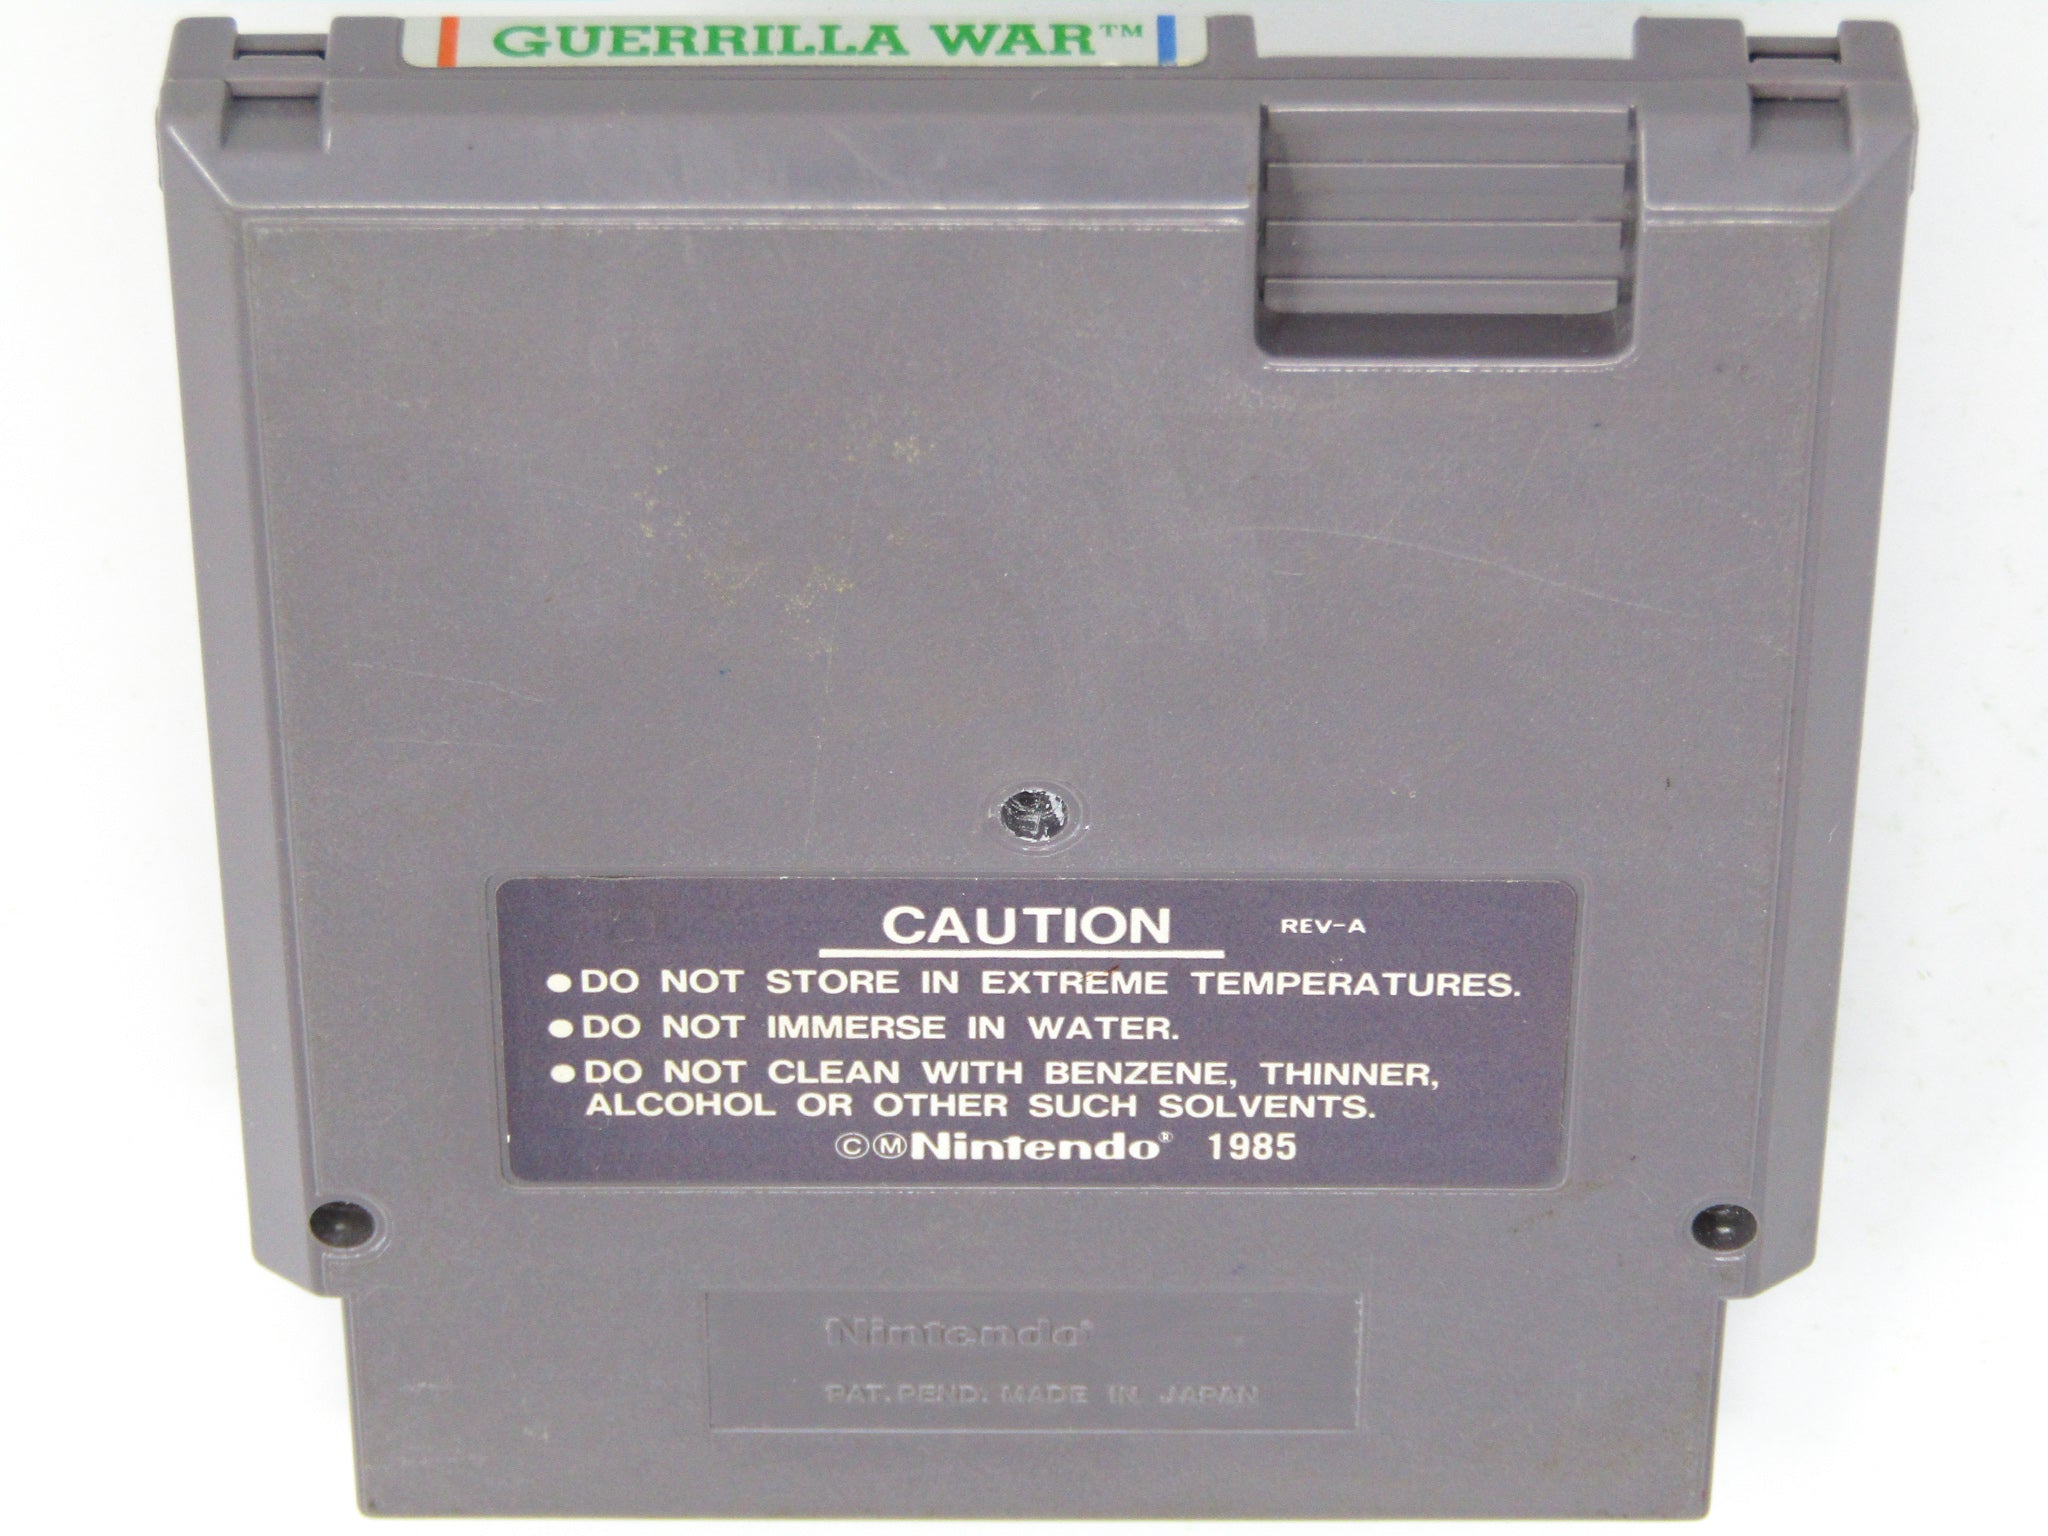 GUERRILLA WAR™
CAUTION REV-A
●DO NOT STORE IN EXTREME TEMPERATURES.
●DO NOT IMMERSE IN WATER.
●DO NOT CLEAN WITH BENZENE, THINNER,
ALCOHOL OR OTHER SUCH SOLVENTS.
ⒸⓂNintendo® 1985
Nintendo®
PAT. PEND. MADE IN JAPAN